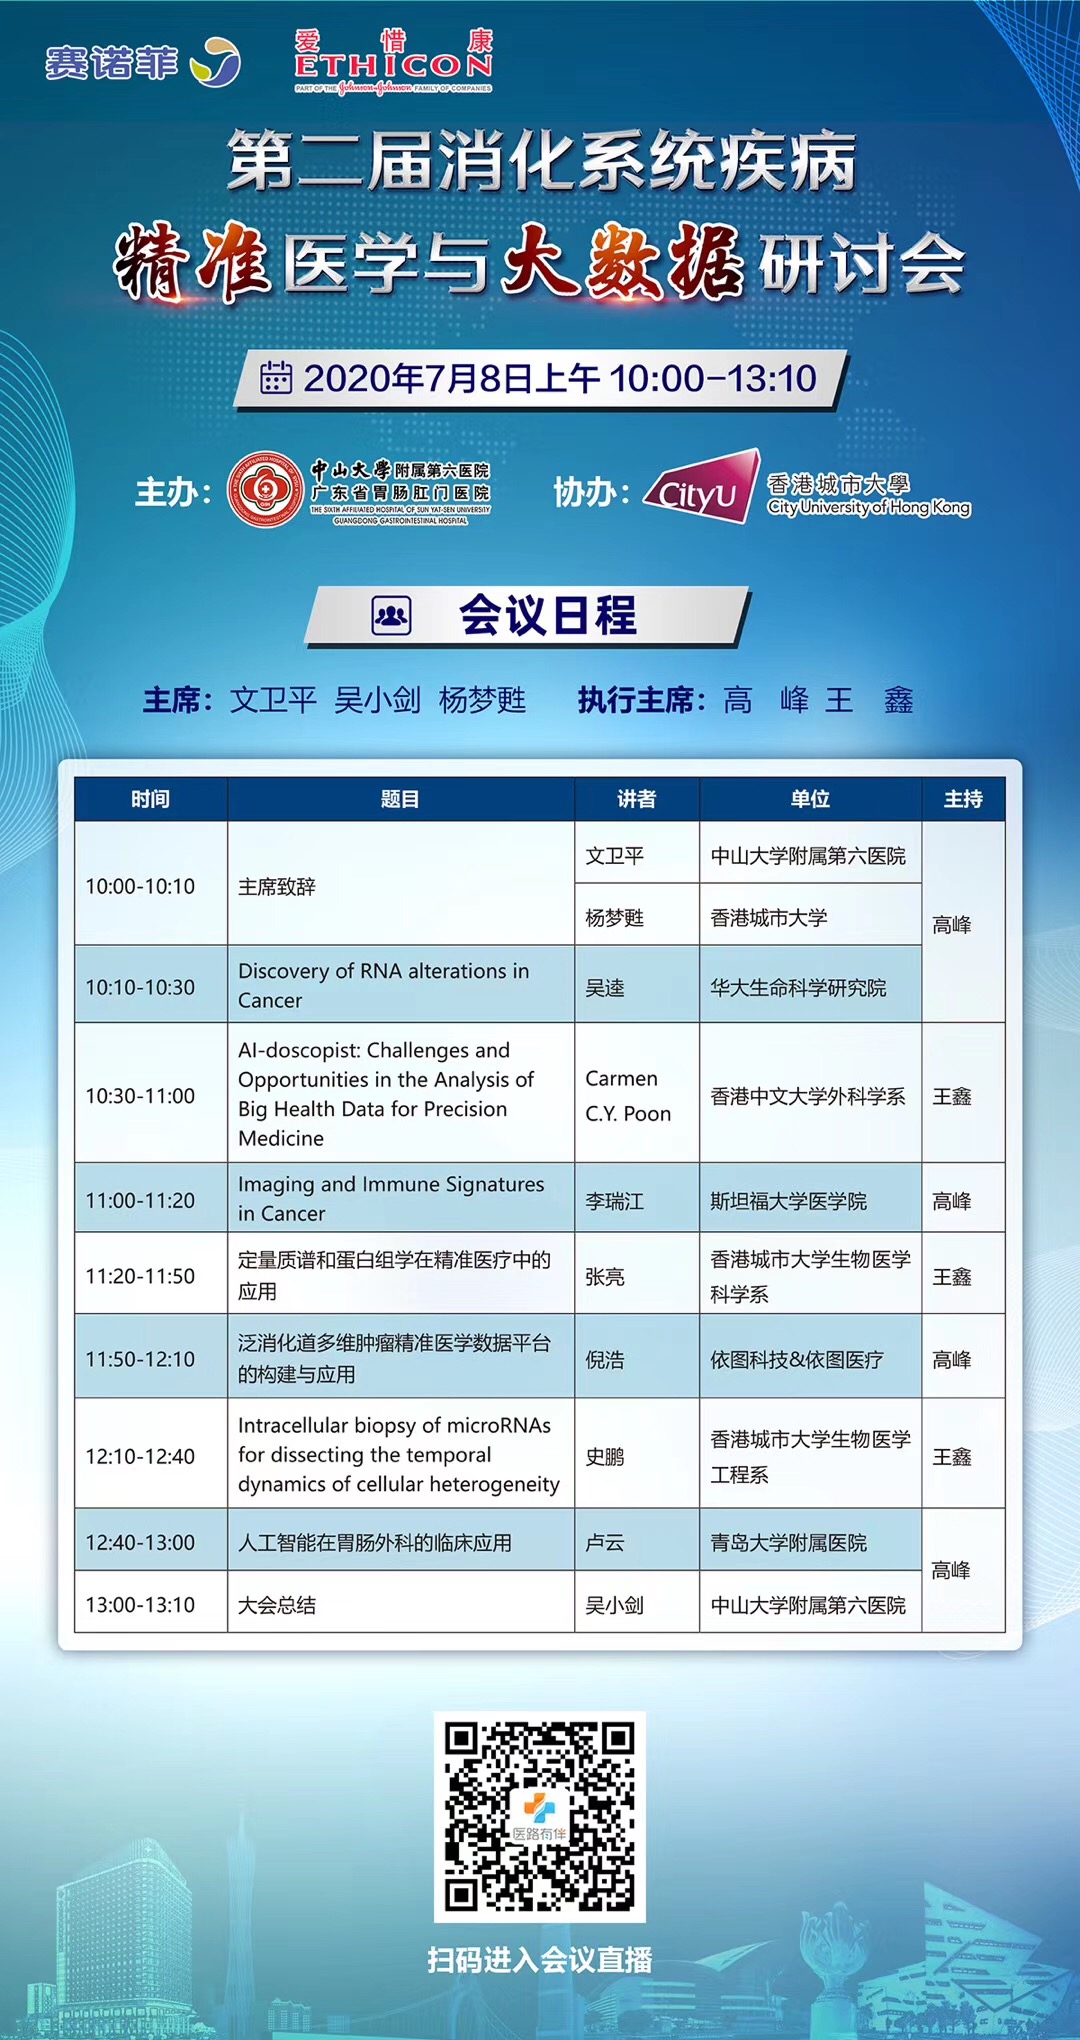 赛诺菲
爱惜康
ETHICON
PART OF THE Johnson&Johnson FAMILY OF COMPANIES
第二届消化系统疾病
精准医学与大数据研讨会
2020年7月8日上午 10:00-13:10
主办：
中山大學附属第六医院
广东省胃肠肛门医院
THE SIXTH AFFILIATED HOSPITAL OF SUN YAT-SEN UNIVERSITY
GUANGDONG GASTROINTESTINAL HOSPITAL
协办：
CityU
香港城市大學
City University of Hong Kong
会议日程
主席：文卫平 吴小剑 杨梦甦 执行主席：高 峰 王 鑫
时间 题目 讲者 单位 主持
10:00-10:10 主席致辞
文卫平 中山大学附属第六医院
杨梦甦 香港城市大学
高峰
10:10-10:30
Discovery of RNA alterations in
Cancer
吴逵 华大生命科学研究院
10:30-11:00
AI-doscopist: Challenges and
Opportunities in the Analysis of
Big Health Data for Precision
Medicine
Carmen
C.Y. Poon
香港中文大学外科学系 王鑫
11:00-11:20
Imaging and Immune Signatures
in Cancer
李瑞江 斯坦福大学医学院 高峰
11:20-11:50
定量质谱和蛋白组学在精准医疗中的
应用
张亮
香港城市大学生物医学
科学系
王鑫
11:50-12:10
泛消化道多维肿瘤精准医学数据平台
的构建与应用
倪浩 依图科技&依图医疗 高峰
12:10-12:40
Intracellular biopsy of microRNAs
for dissecting the temporal
dynamics of cellular heterogeneity
史鹏
香港城市大学生物医学
工程系
王鑫
12:40-13:00 人工智能在胃肠外科的临床应用 卢云 青岛大学附属医院
高峰
13:00-13:10 大会总结 吴小剑 中山大学附属第六医院
医路有伴
扫码进入会议直播